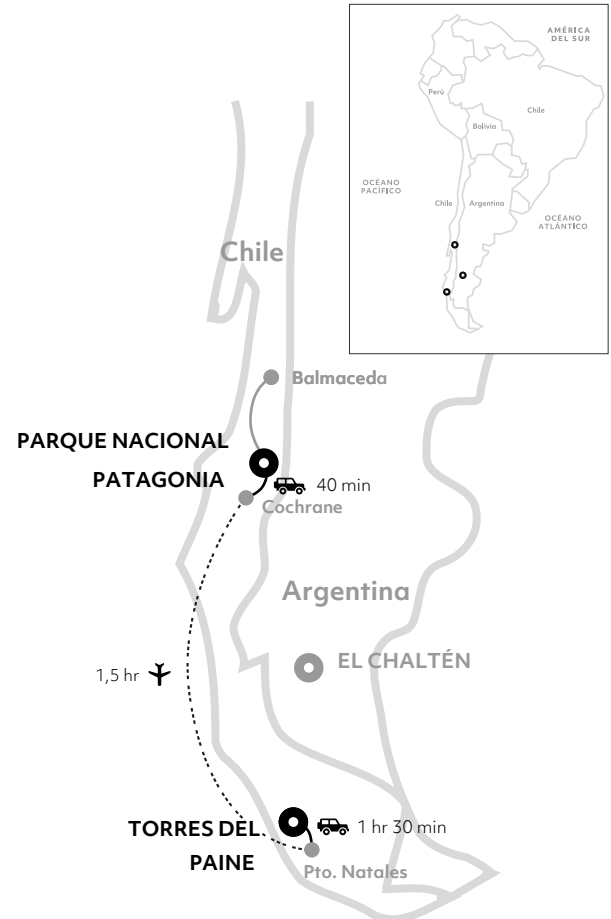 AMÉRICA
DEL SUR
Perú
Chile
Bolivia
OCÉANO
PACÍFICO
Chile
Argentina
OCÉANO
ATLÁNTICO
Chile
Balmaceda
PARQUE NACIONAL
PATAGONIA
40 min
Cochrane
Argentina
EL CHALTÉN
1,5 hr
TORRES DEL
PAINE
1 hr 30 min
Pto. Natales